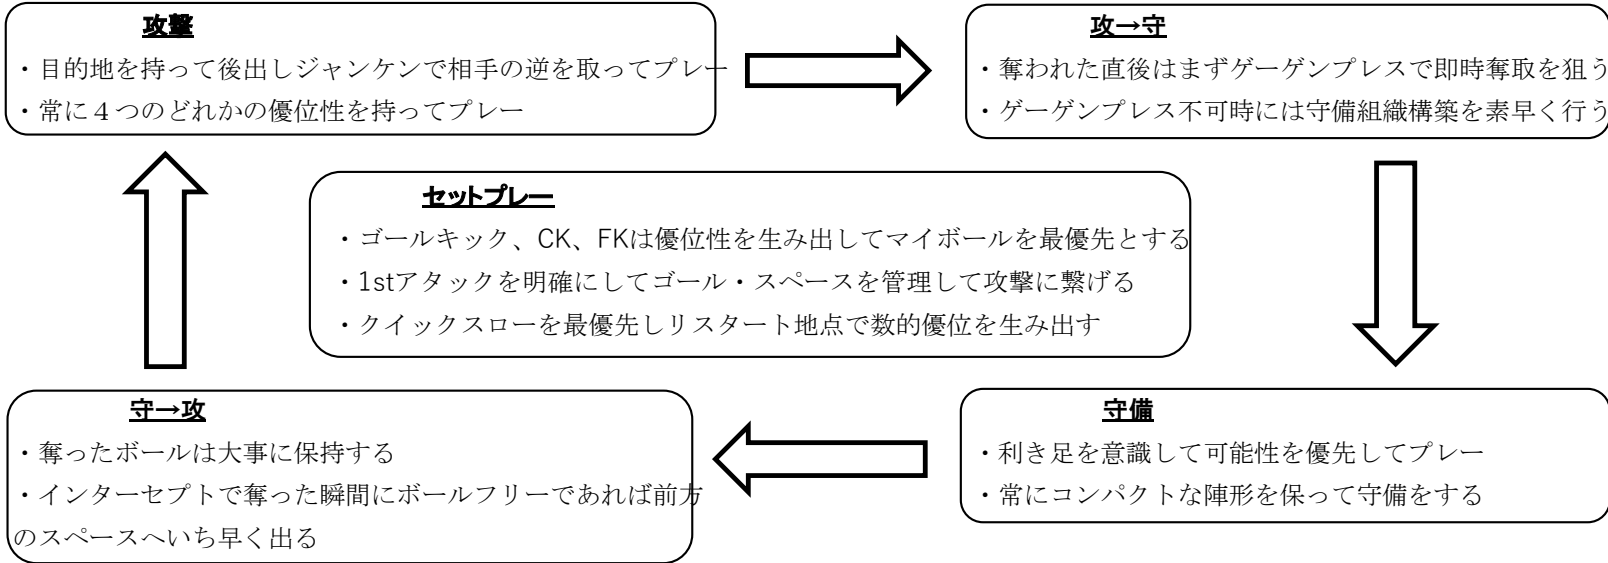 攻撃
・目的地を持って後出しジャンケンで相手の逆を取ってプレー
・常に４つのどれかの優位性を持ってプレー
攻→守
・奪われた直後はまずゲーゲンプレスで即時奪取を狙う
・ゲーゲンプレス不可時には守備組織構築を素早く行う
セットプレー
・ゴールキック、CK、FKは優位性を生み出してマイボールを最優先とする
・1stアタックを明確にしてゴール・スペースを管理して攻撃に繋げる
・クイックスローを最優先しリスタート地点で数的優位を生み出す
守→攻
・奪ったボールは大事に保持する
・インターセプトで奪った瞬間にボールフリーであれば前方
のスペースへいち早く出る
守備
・利き足を意識して可能性を優先してプレー
・常にコンパクトな陣形を保って守備をする